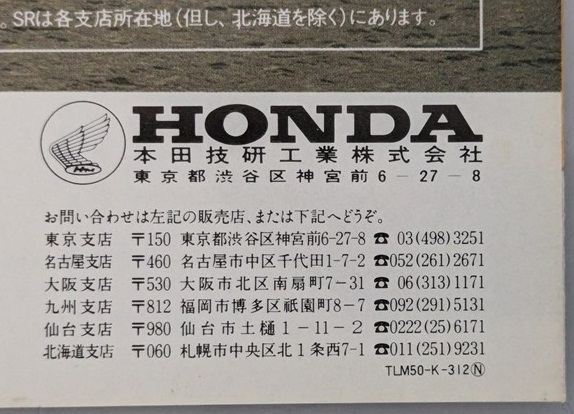 。SRは各支店所在地（但し、北海道を除く）にあります。
HONDA
HM
本田技研工業株式会社
東京都渋谷区神宮前6－27－8
お問い合わせは左記の販売店、または下記へどうぞ。
東京支店 〒150 東京都渋谷区神宮前6-27-8 ☎ 03(498)3251
名古屋支店 〒460 名古屋市中区千代田1-7-2 ☎052(261)2671
大阪支店 〒530 大阪市北区南扇町7-31 ☎ 06(313)1171
九州支店 〒812 福岡市博多区祇園町8－7 ☎092(291)5131
仙台支店 〒980 仙台市土樋1－11－2 ☎0222(25)6171
北海道支店 〒060 札幌市中央区北1条西7-1 ☎011(251)9231
TLM50-K-312Ⓝ